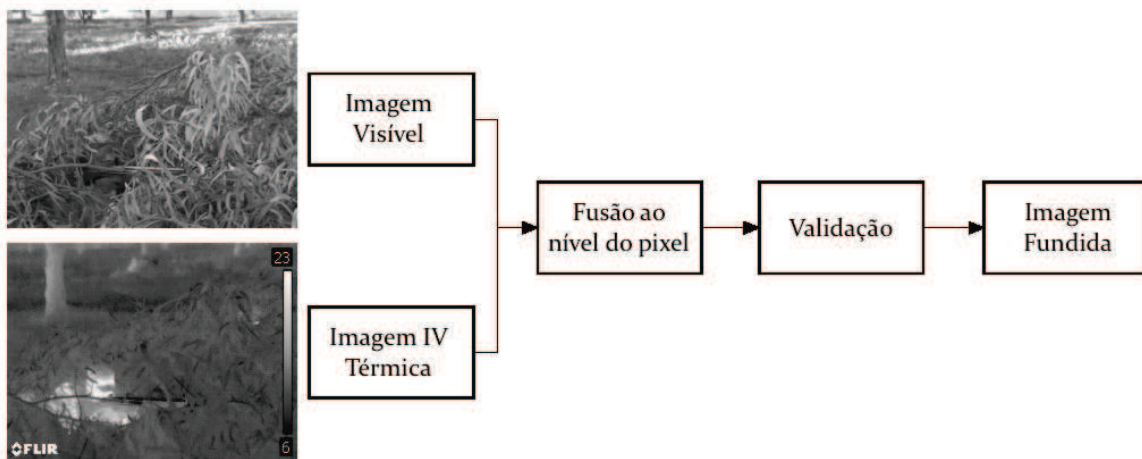 Imagem
Visível
23
6
FLIR
Imagem IV
Térmica
Fusão ao
nível do pixel
Validação
Imagem
Fundida